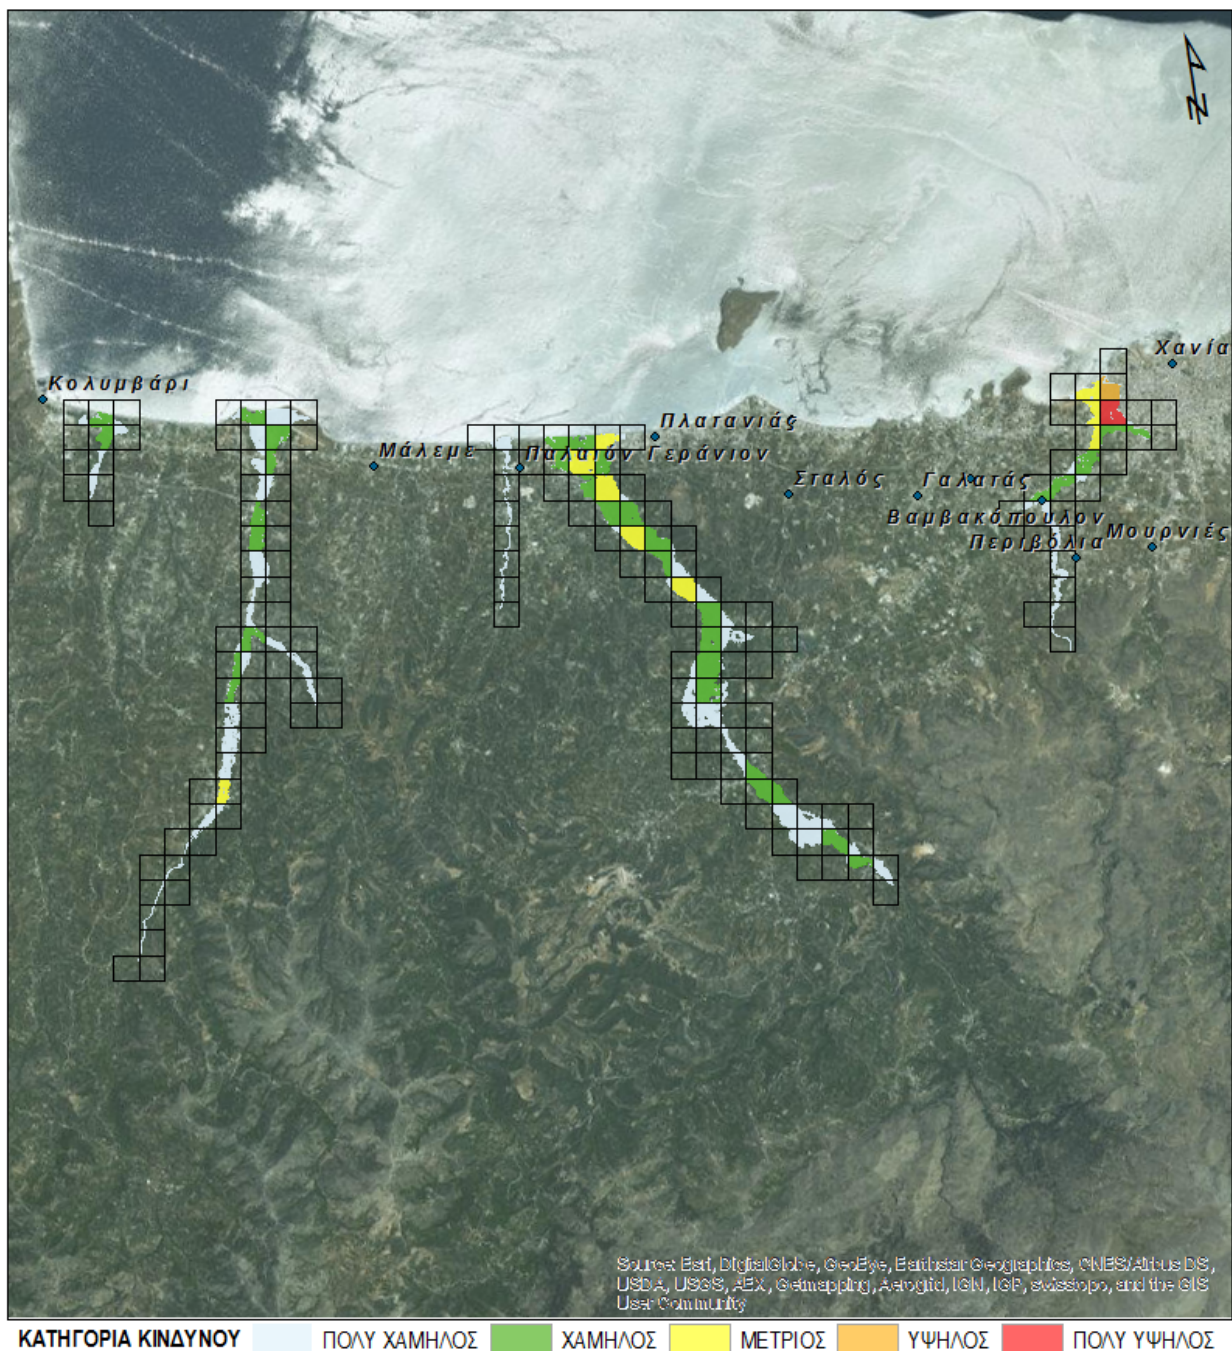 Χανία
Κολυμβάρι
Πλατανιάς
Μάλεμε
Παλαιόν Γεράνιον
Σταλός
Γαλατάς
Βαμβακόπουλον
Μουρνιές
Περιβόλια
Source: Esri, DigitalGlobe, GeoEye, Earthstar Geographics, CNES/Airbus DS,
USDA, USGS, AEX, Getmapping, Aerogrid, IGN, IGP, swisstopo, and the GIS
User Community
ΚΑΤΗΓΟΡΙΑ ΚΙΝΔΥΝΟΥ ΠΟΛΥ ΧΑΜΗΛΟΣ ΧΑΜΗΛΟΣ ΜΕΤΡΙΟΣ ΥΨΗΛΟΣ ΠΟΛΥ ΥΨΗΛΟΣ